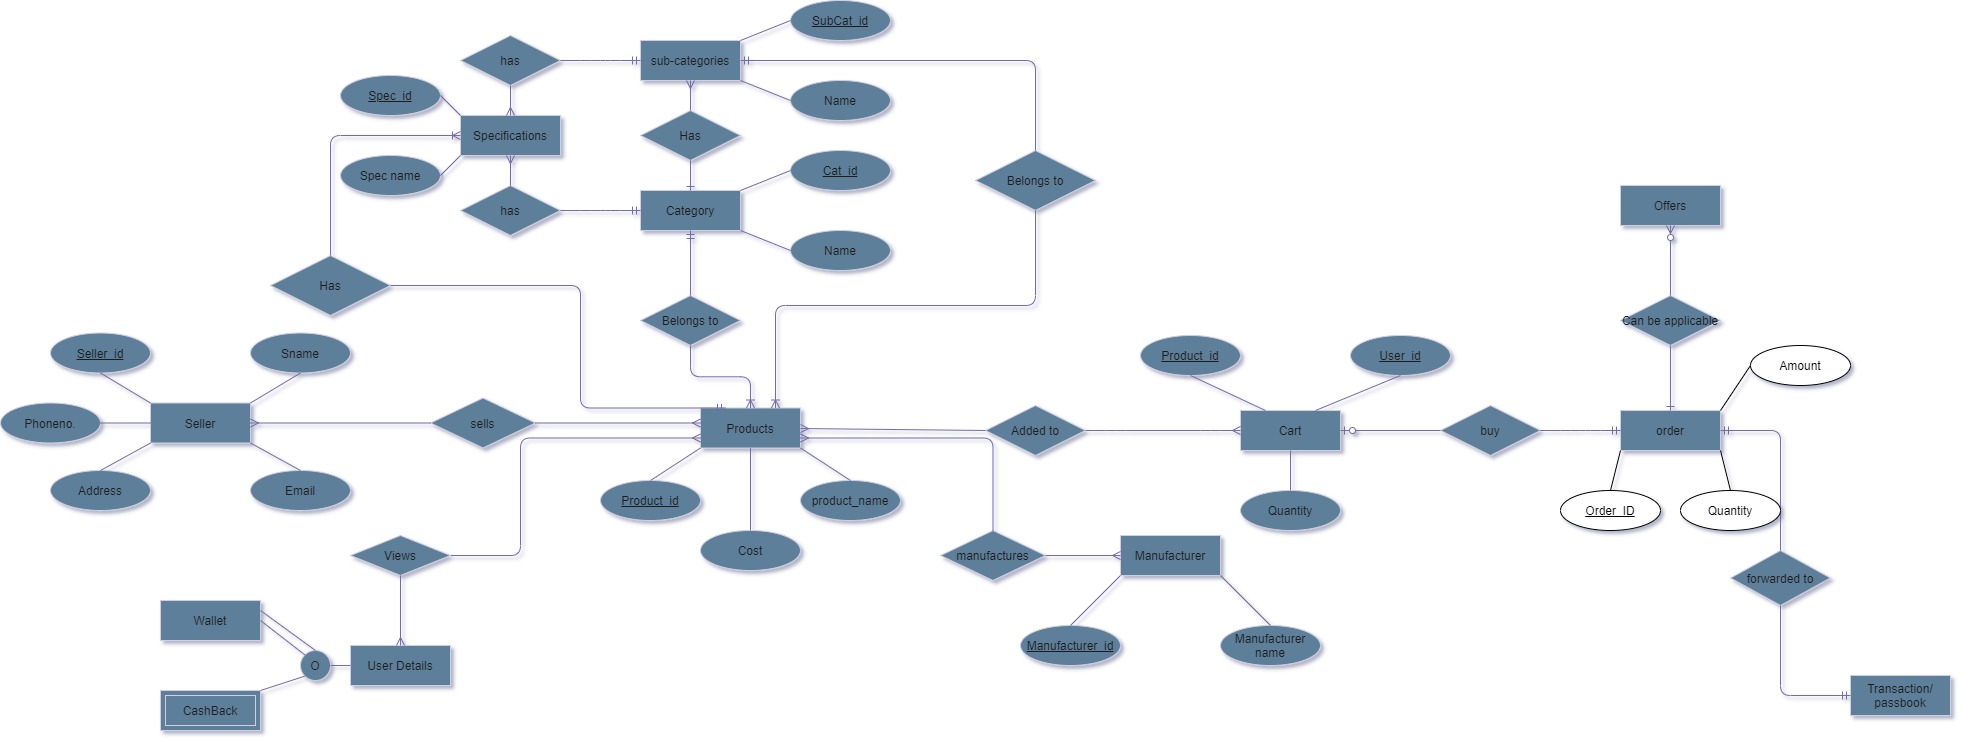 SubCat_id
has
sub-categories
Spec_id
Name
Specifications
Has
Spec name
Cat_id
Belongs to
has
Category
Offers
Name
Has
Belongs to
Can be applicable
Seller_id
Sname
Product_id
User_id
Amount
Phoneno.
Seller
sells
Products
Added to
Cart
buy
order
Address
Email
Product_id
product_name
Quantity
Order_ID
Quantity
Cost
Views
manufactures
Manufacturer
forwarded to
Wallet
O
User Details
Manufacturer_id
Manufacturer
name
CashBack
Transaction/
passbook